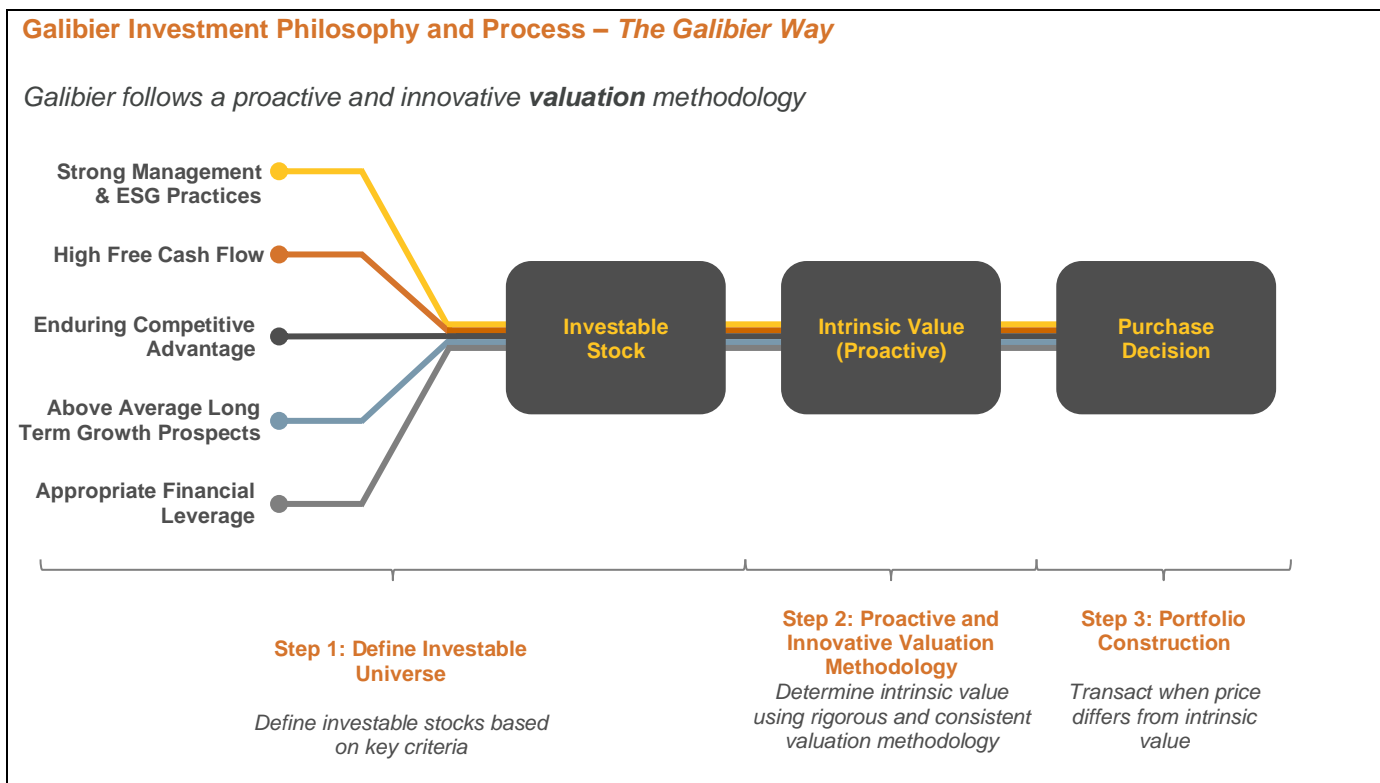 Galibier Investment Philosophy and Process – The Galibier Way
Galibier follows a proactive and innovative valuation methodology
Strong Management
& ESG Practices
High Free Cash Flow
Enduring Competitive
Advantage
Above Average Long
Term Growth Prospects
Appropriate Financial
Leverage
Investable
Stock
Intrinsic Value
(Proactive)
Purchase
Decision
Step 1: Define Investable
Universe
Define investable stocks based
on key criteria
Step 2: Proactive and
Innovative Valuation
Methodology
Determine intrinsic value
using rigorous and consistent
valuation methodology
Step 3: Portfolio
Construction
Transact when price
differs from intrinsic
value